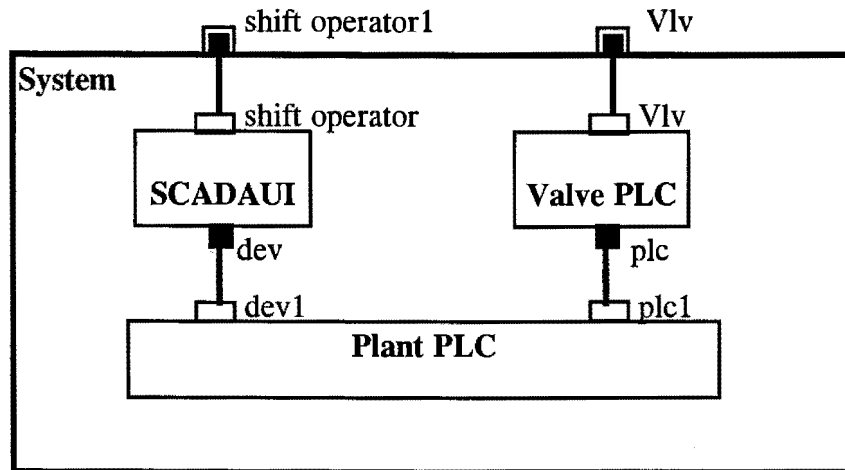 shift operator1
Vlv
System
shift operator
Vlv
SCADAUI
Valve PLC
dev
plc
dev1
plc1
Plant PLC